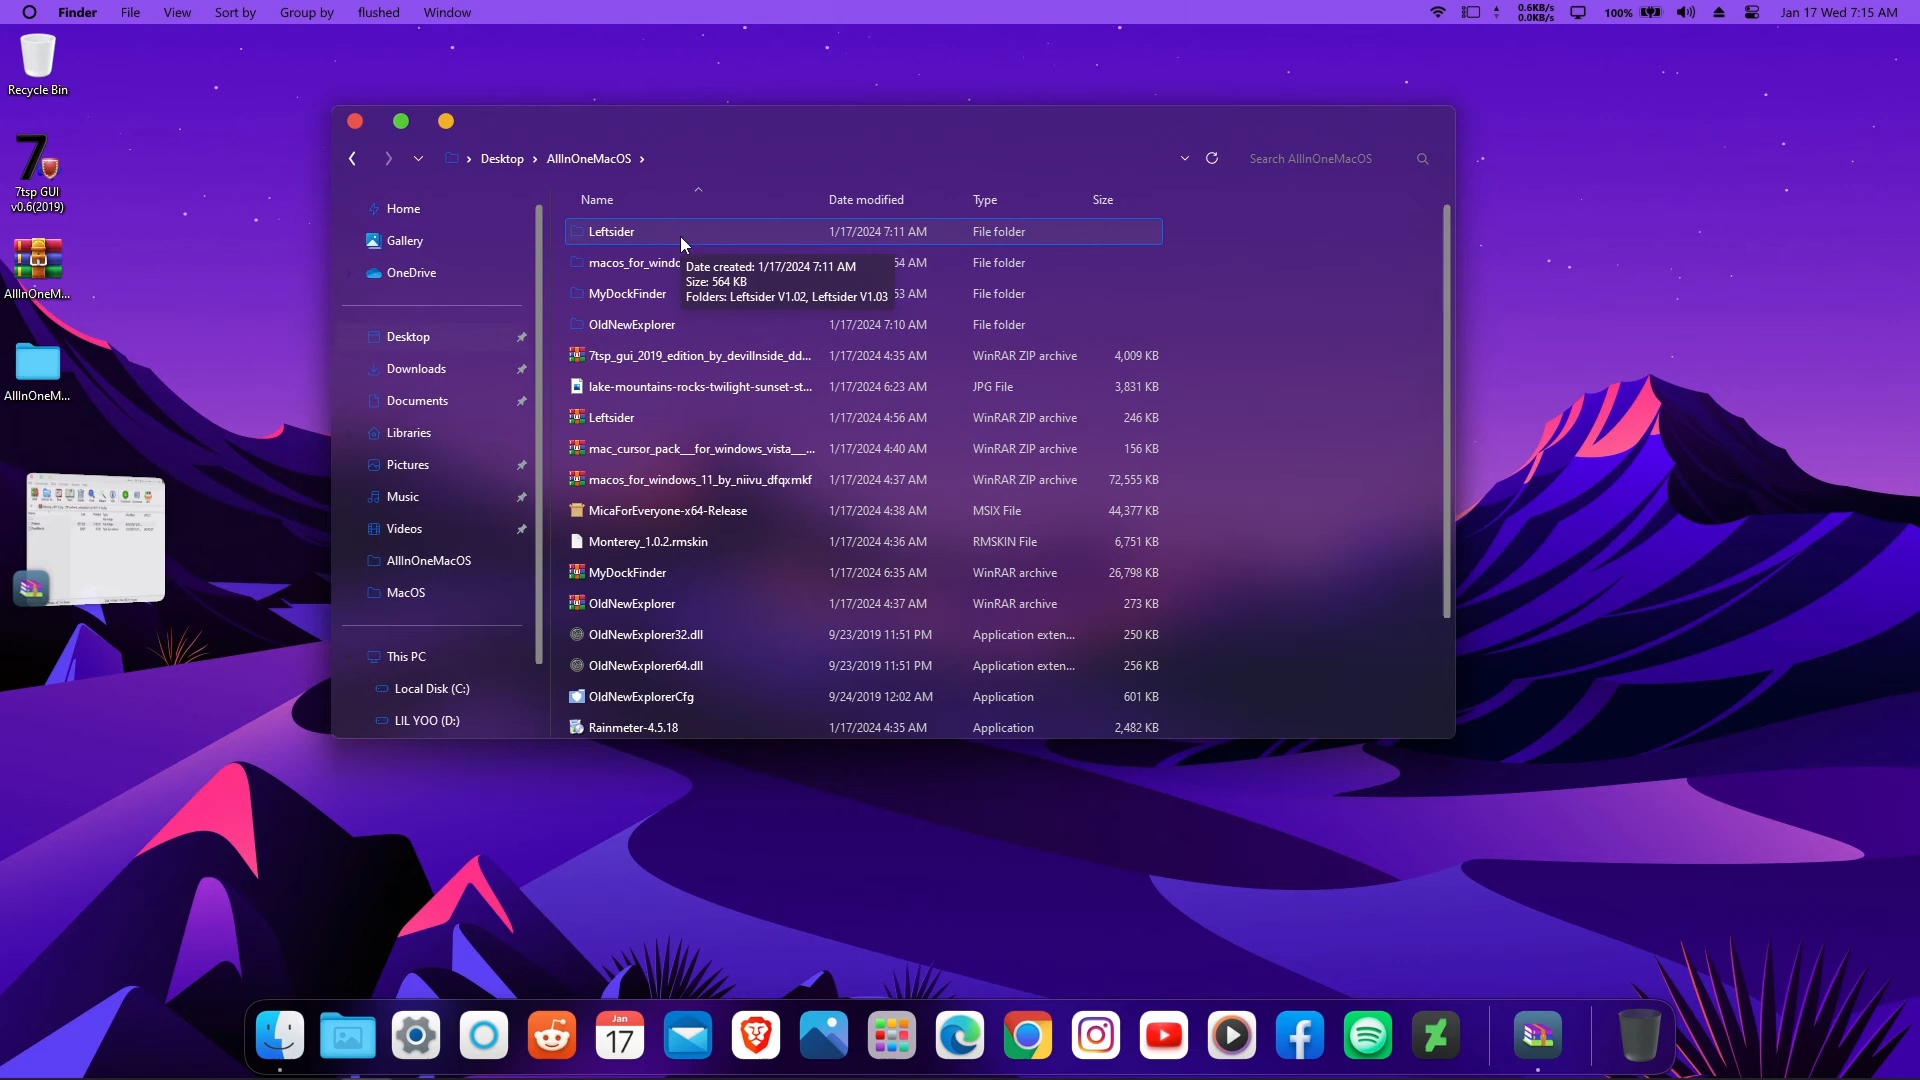 Finder File View Sort by Group by flushed Window
0.6KB/s
0.0KB/s
100%
Jan 17 Wed 7:15 AM
Recycle Bin
7tsp GUI
v0.6(2019)
AllInOneM...
AllInOneM...
Desktop AllInOneMacOS
Search AllInOneMacOS
Home
Gallery
OneDrive
Desktop
Downloads
Documents
Libraries
Pictures
Music
Videos
AllInOneMacOS
MacOS
This PC
Local Disk (C:)
LIL YOO (D:)
Name Date modified Type Size
Leftsider 1/17/2024 7:11 AM File folder
macos_for_windo 54 AM File folder
MyDockFinder 53 AM File folder
Date created: 1/17/2024 7:11 AM
Size: 564 KB
Folders: Leftsider V1.02, Leftsider V1.03
OldNewExplorer 1/17/2024 7:10 AM File folder
7tsp_gui_2019_edition_by_devillnside_dd... 1/17/2024 4:35 AM WinRAR ZIP archive 4,009 KB
lake-mountains-rocks-twilight-sunset-st... 1/17/2024 6:23 AM JPG File 3,831 KB
Leftsider 1/17/2024 4:56 AM WinRAR ZIP archive 246 KB
mac_cursor_pack__for_windows_vista__... 1/17/2024 4:40 AM WinRAR ZIP archive 156 KB
macos_for_windows_11_by_niivu_dfqxmkf 1/17/2024 4:37 AM WinRAR ZIP archive 72,555 KB
MicaForEveryone-x64-Release 1/17/2024 4:38 AM MSIX File 44,377 KB
Monterey_1.0.2.rmskin 1/17/2024 4:36 AM RMSKIN File 6,751 KB
MyDockFinder 1/17/2024 6:35 AM WinRAR archive 26,798 KB
OldNewExplorer 1/17/2024 4:37 AM WinRAR archive 273 KB
OldNewExplorer32.dll 9/23/2019 11:51 PM Application exten... 250 KB
OldNewExplorer64.dll 9/23/2019 11:51 PM Application exten... 256 KB
OldNewExplorerCfg 9/24/2019 12:02 AM Application 601 KB
Rainmeter-4.5.18 1/17/2024 4:35 AM Application 2,482 KB
Jan
17